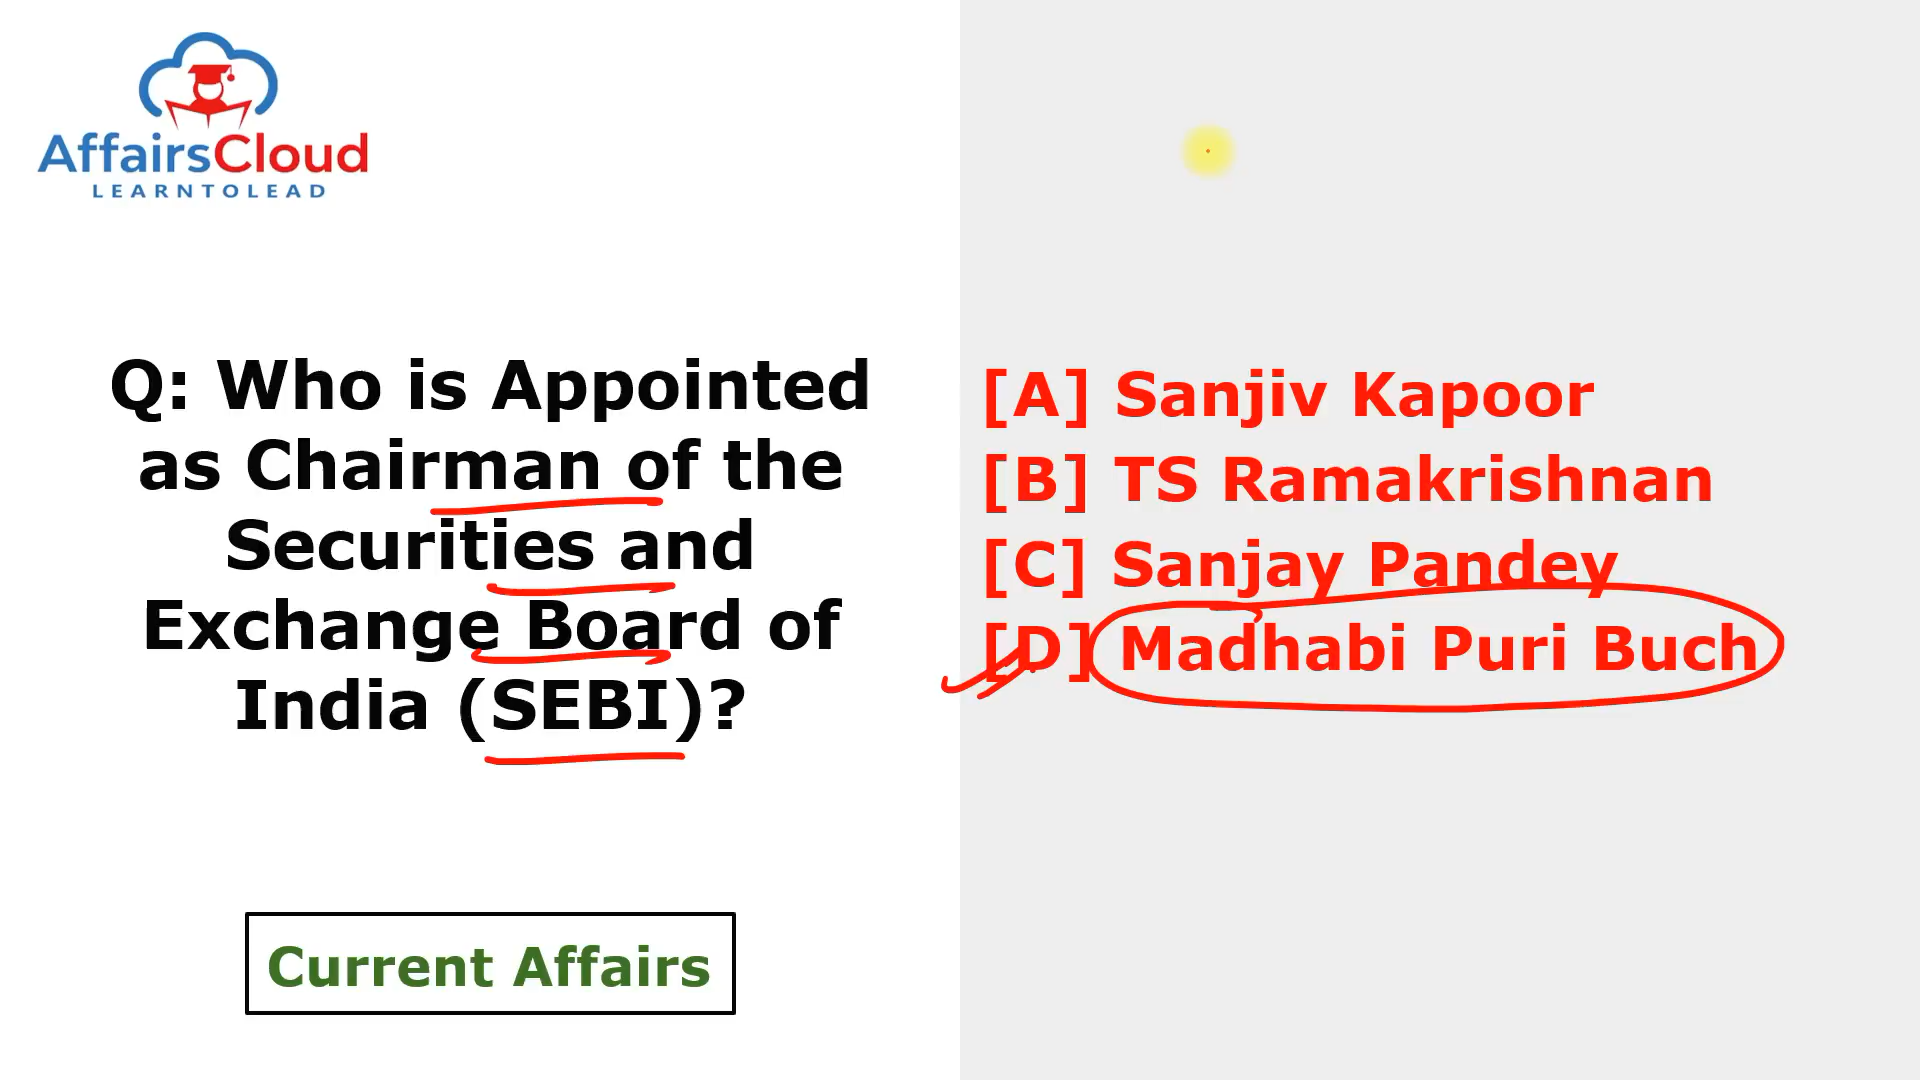 AffairsCloud
LEARNTOLEAD
Q: Who is Appointed
as Chairman of the
Securities and
Exchange Board of
India (SEBI)?
Current Affairs
[A] Sanjiv Kapoor
[B] TS Ramakrishnan
[C] Sanjay Pandey
[D] Madhabi Puri Buch